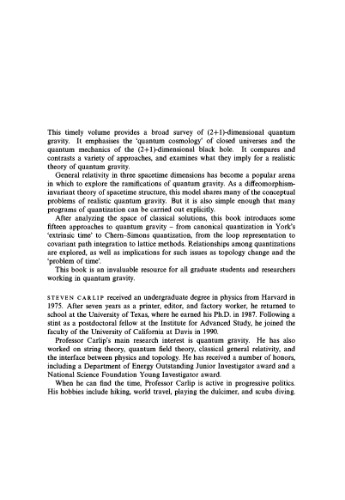 This timely volume provides a broad survey of (2+1)-dimensional quantum
gravity. It emphasises the 'quantum cosmology' of closed universes and the
quantum mechanics of the (2+1)-dimensional black hole. It compares and
contrasts a variety of approaches, and examines what they imply for a realistic
theory of quantum gravity.
General relativity in three spacetime dimensions has become a popular arena
in which to explore the ramifications of quantum gravity. As a diffeomorphism-
invariant theory of spacetime structure, this model shares many of the conceptual
problems of realistic quantum gravity. But it is also simple enough that many
programs of quantization can be carried out explicitly.
After analyzing the space of classical solutions, this book introduces some
fifteen approaches to quantum gravity – from canonical quantization in York's
'extrinsic time' to Chern–Simons quantization, from the loop representation to
covariant path integration to lattice methods. Relationships among quantizations
are explored, as well as implications for such issues as topology change and the
'problem of time'.
This book is an invaluable resource for all graduate students and researchers
working in quantum gravity.
STEVEN CARLIP received an undergraduate degree in physics from Harvard in
1975. After seven years as a printer, editor, and factory worker, he returned to
school at the University of Texas, where he earned his Ph.D. in 1987. Following a
stint as a postdoctoral fellow at the Institute for Advanced Study, he joined the
faculty of the University of California at Davis in 1990.
Professor Carlip's main research interest is quantum gravity. He has also
worked on string theory, quantum field theory, classical general relativity, and
the interface between physics and topology. He has received a number of honors,
including a Department of Energy Outstanding Junior Investigator award and a
National Science Foundation Young Investigator award.
When he can find the time, Professor Carlip is active in progressive politics.
His hobbies include hiking, world travel, playing the dulcimer, and scuba diving.